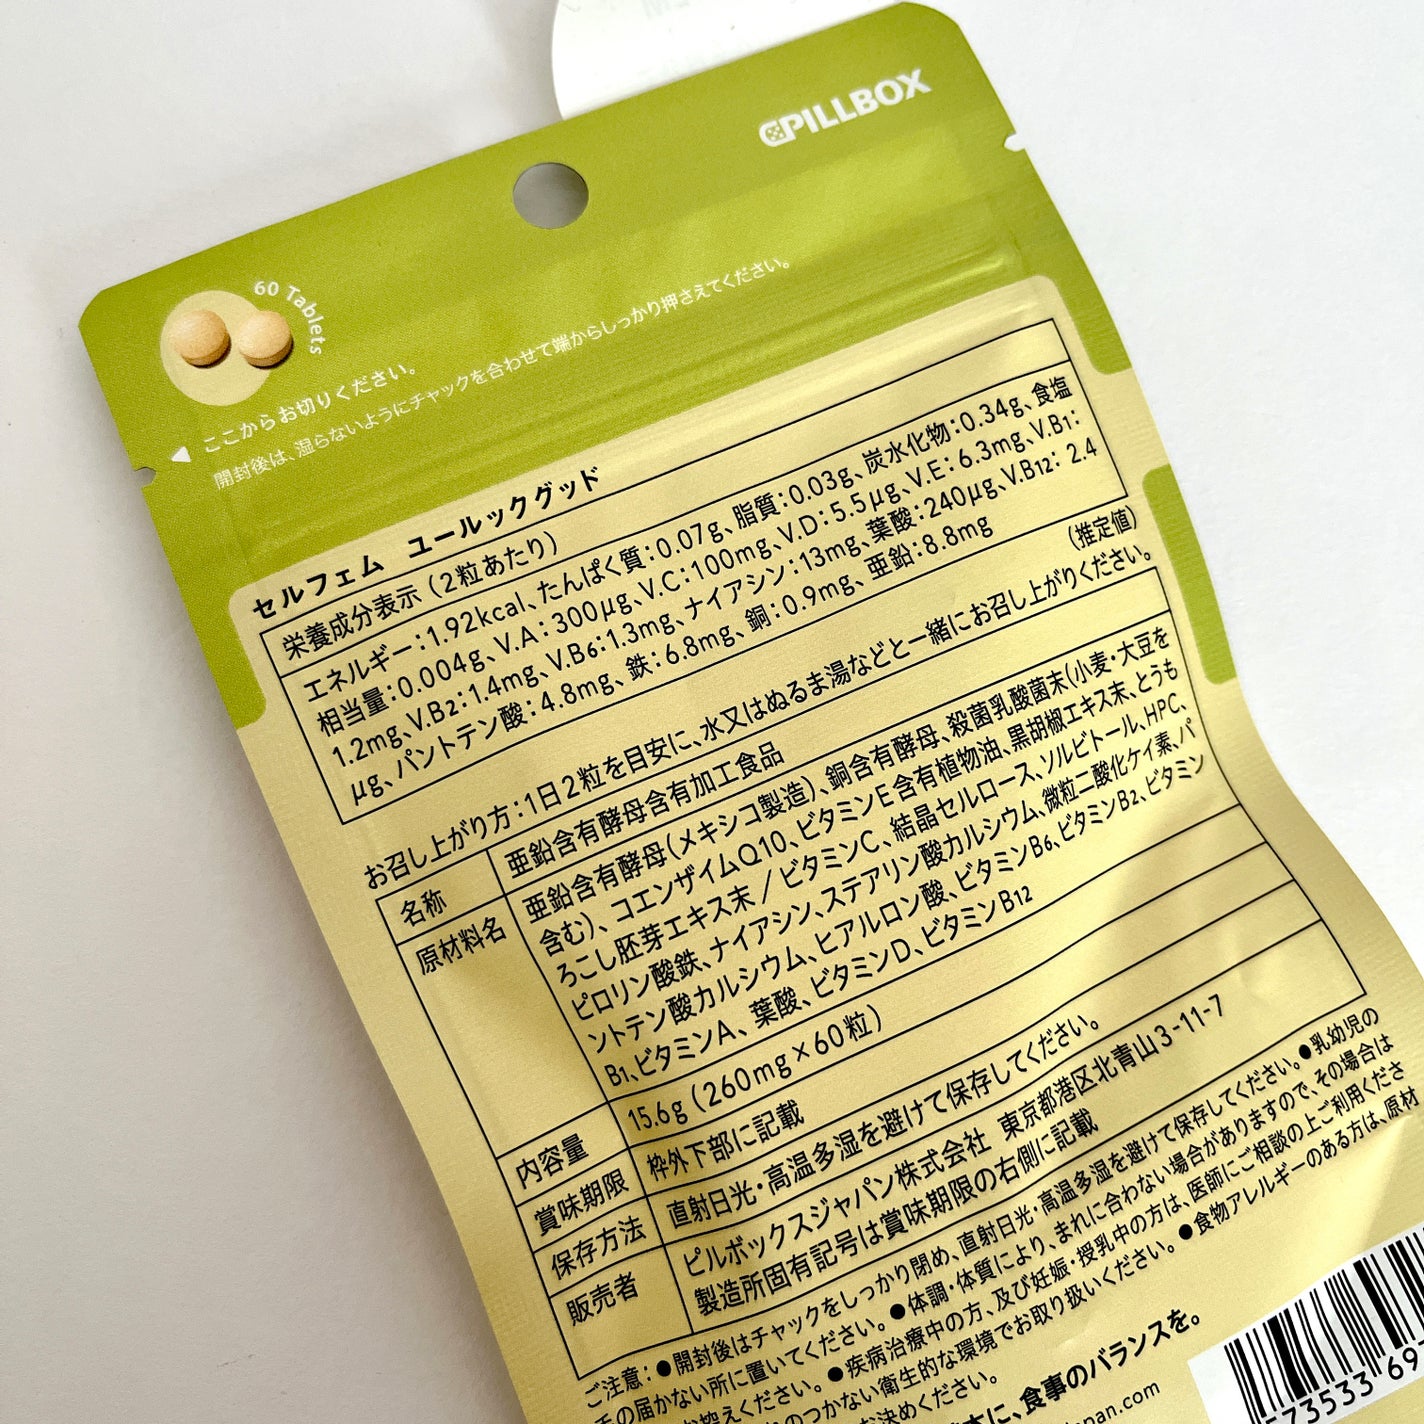 PILLBOX
60 Tablets
ここからお切りください。
開封後は、湿らないようにチャックを合わせて端からしっかり押さえてください。
セルフェム ユールックグッド
栄養成分表示（2粒あたり）
エネルギー：1.92kcal、たんぱく質：0.07g、脂質：0.03g、炭水化物：0.34g、食塩
相当量：0.004g、V.A：300μg、V.C：100mg、V.D：5.5μg、V.E：6.3mg、V.B1：
1.2mg、V.B2：1.4mg、V.B6：1.3mg、ナイアシン：13mg、葉酸：240μg、V.B12：2.4
μg、パントテン酸：4.8mg、鉄：6.8mg、銅：0.9mg、亜鉛：8.8mg
（推定値）
お召し上がり方：1日2粒を目安に、水又はぬるま湯などと一緒にお召し上がりください。
名称 亜鉛含有酵母含有加工食品
原材料名 亜鉛含有酵母（メキシコ製造）、銅含有酵母、殺菌乳酸菌末（小麦・大豆を
含む）、コエンザイムQ10、ビタミンE含有植物油、黒胡椒エキス末、とうも
ろこし胚芽エキス末／ビタミンC、結晶セルロース、ソルビトール、HPC、
ピロリン酸鉄、ナイアシン、ステアリン酸カルシウム、微粒二酸化ケイ素、パ
ントテン酸カルシウム、ヒアルロン酸、ビタミンB6、ビタミンB2、ビタミン
B1、ビタミンA、葉酸、ビタミンD、ビタミンB12
内容量 15.6g（260mg×60粒）
賞味期限 枠外下部に記載
保存方法 直射日光・高温多湿を避けて保存してください。
販売者 ピルボックスジャパン株式会社 東京都港区北青山3-11-7
製造所固有記号は賞味期限の右側に記載
ご注意：●開封後はチャックをしっかり閉め、直射日光・高温多湿を避けて保存してください。●乳幼児の
手の届かない所に置いてください。●体調・体質により、まれに合わない場合がありますので、その場合は
お控えください。●疾病治療中の方、及び妊娠・授乳中の方は、医師にご相談の上ご利用くださ
のつかない衛生的な環境でお取り扱いください。●食物アレルギーのある方は、原材
お決めください。
本に、食事のバランスを。
pan.com
73533 69